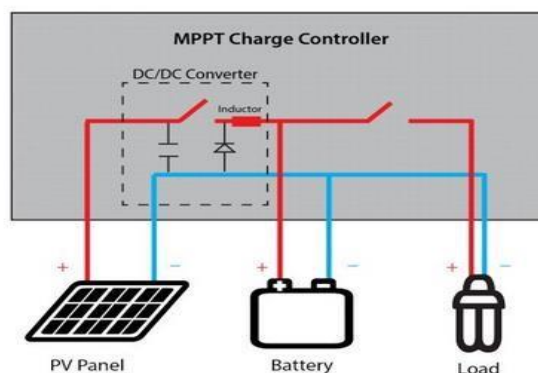 MPPT Charge Controller
DC/DC Converter
Inductor
+ − + − + −
PV Panel Battery Load